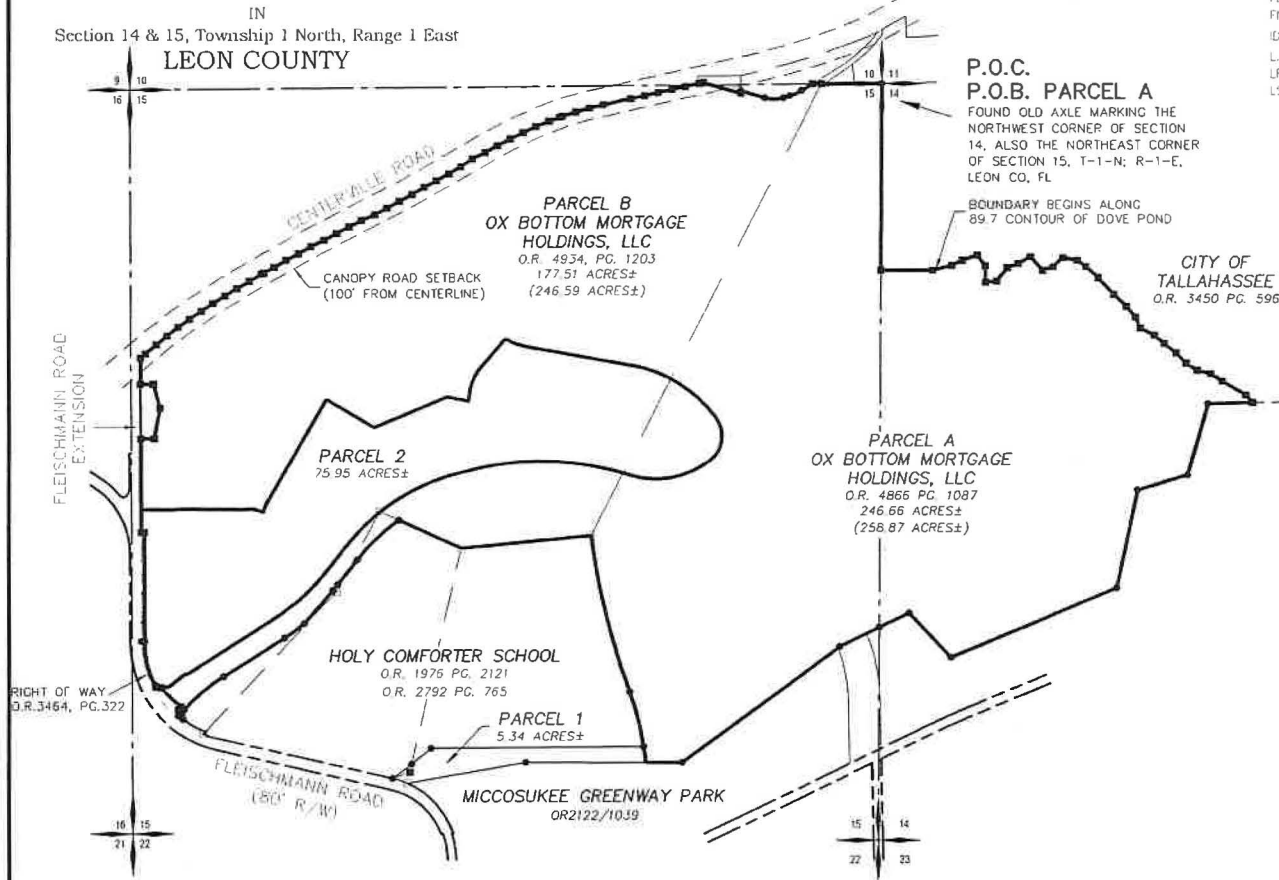 IN
Section 14 & 15, Township 1 North, Range 1 East
LEON COUNTY
9 10
16 15
10 11
15 14
P.O.C.
P.O.B. PARCEL A
FOUND OLD AXLE MARKING THE
NORTHWEST CORNER OF SECTION
14, ALSO THE NORTHEAST CORNER
OF SECTION 15, T-1-N; R-1-E,
LEON CO, FL
BOUNDARY BEGINS ALONG
89.7 CONTOUR OF DOVE POND
CITY OF
TALLAHASSEE
O.R. 3450 PG. 596
CENTERVILLE ROAD
PARCEL B
OX BOTTOM MORTGAGE
HOLDINGS, LLC
O.R. 4934, PG. 1203
177.51 ACRES±
(246.59 ACRES±)
CANOPY ROAD SETBACK
(100' FROM CENTERLINE)
FLEISCHMANN ROAD
EXTENSION
PARCEL 2
75.95 ACRES±
PARCEL A
OX BOTTOM MORTGAGE
HOLDINGS, LLC
O.R. 4866 PG. 1087
246.66 ACRES±
(258.87 ACRES±)
HOLY COMFORTER SCHOOL
O.R. 1976 PG. 2121
O.R. 2792 PG. 765
RIGHT OF WAY
O.R.3464, PG.322
PARCEL 1
5.34 ACRES±
FLEISCHMANN ROAD
(80' R/W)
MICCOSUKEE GREENWAY PARK
OR2122/1039
16 15
21 22
15 14
22 23